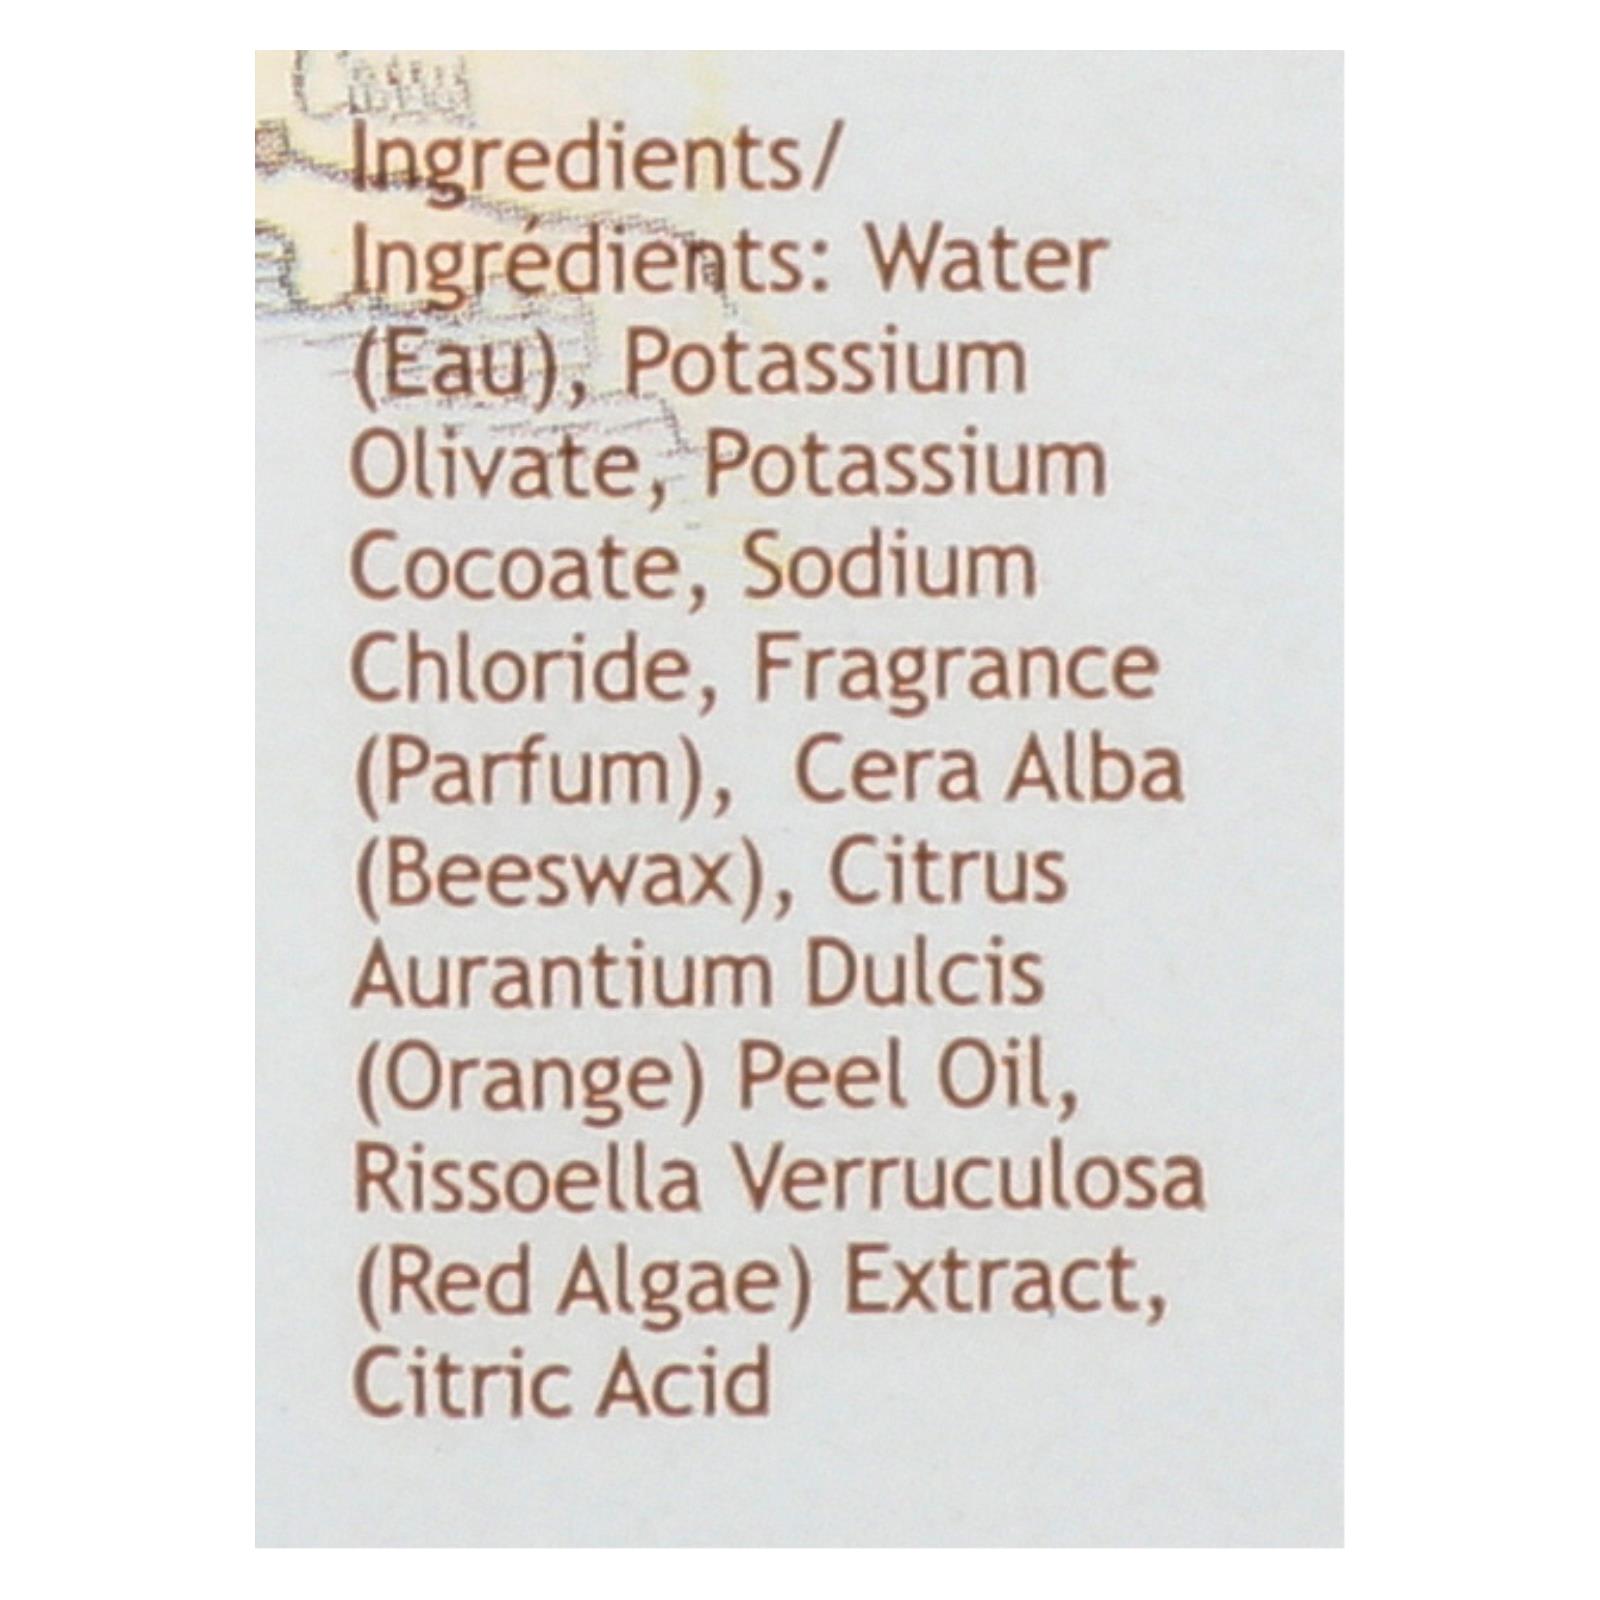 Ingredients/
Ingrédients: Water
(Eau), Potassium
Olivate, Potassium
Cocoate, Sodium
Chloride, Fragrance
(Parfum), Cera Alba
(Beeswax), Citrus
Aurantium Dulcis
(Orange) Peel Oil,
Rissoella Verruculosa
(Red Algae) Extract,
Citric Acid